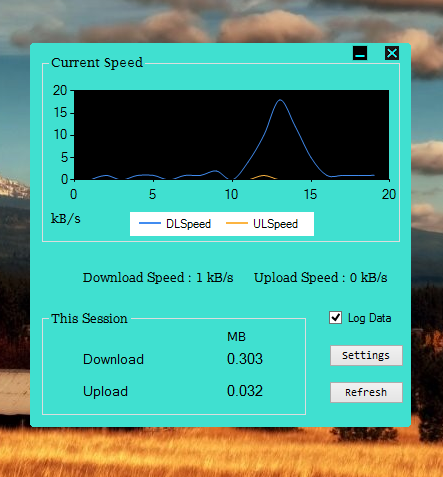 Current Speed
20
15
10
5
0
0 5 10 15 20
kB/s
DLSpeed ULSpeed
Download Speed : 1 kB/s Upload Speed : 0 kB/s
This Session
Log Data
MB
Download 0.303
Settings
Upload 0.032
Refresh